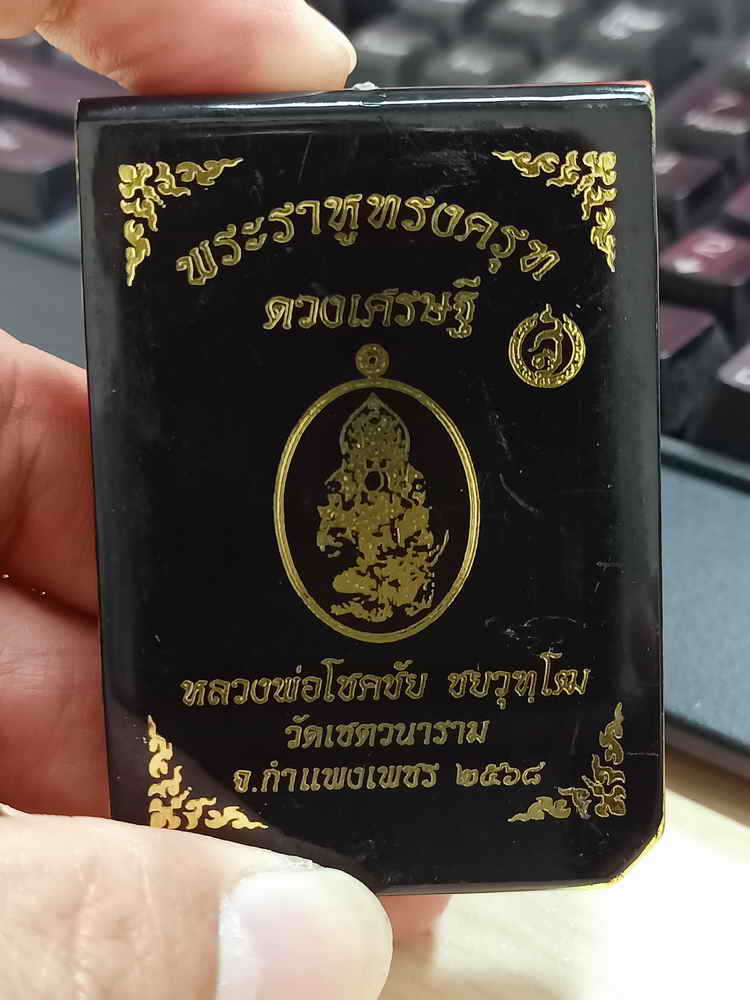 พระราหูทรงครุฑ
ดวงเศรษฐี
หลวงพ่อโชคชัย ชยวุฑฺโฒ
วัดเชตวนาราม
จ.กำแพงเพชร ๒๕๖๘